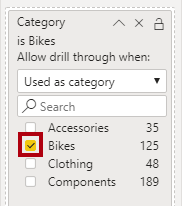 Category
is Bikes
Allow drill through when:
Used as category
Search
Accessories 35
Bikes 125
Clothing 48
Components 189